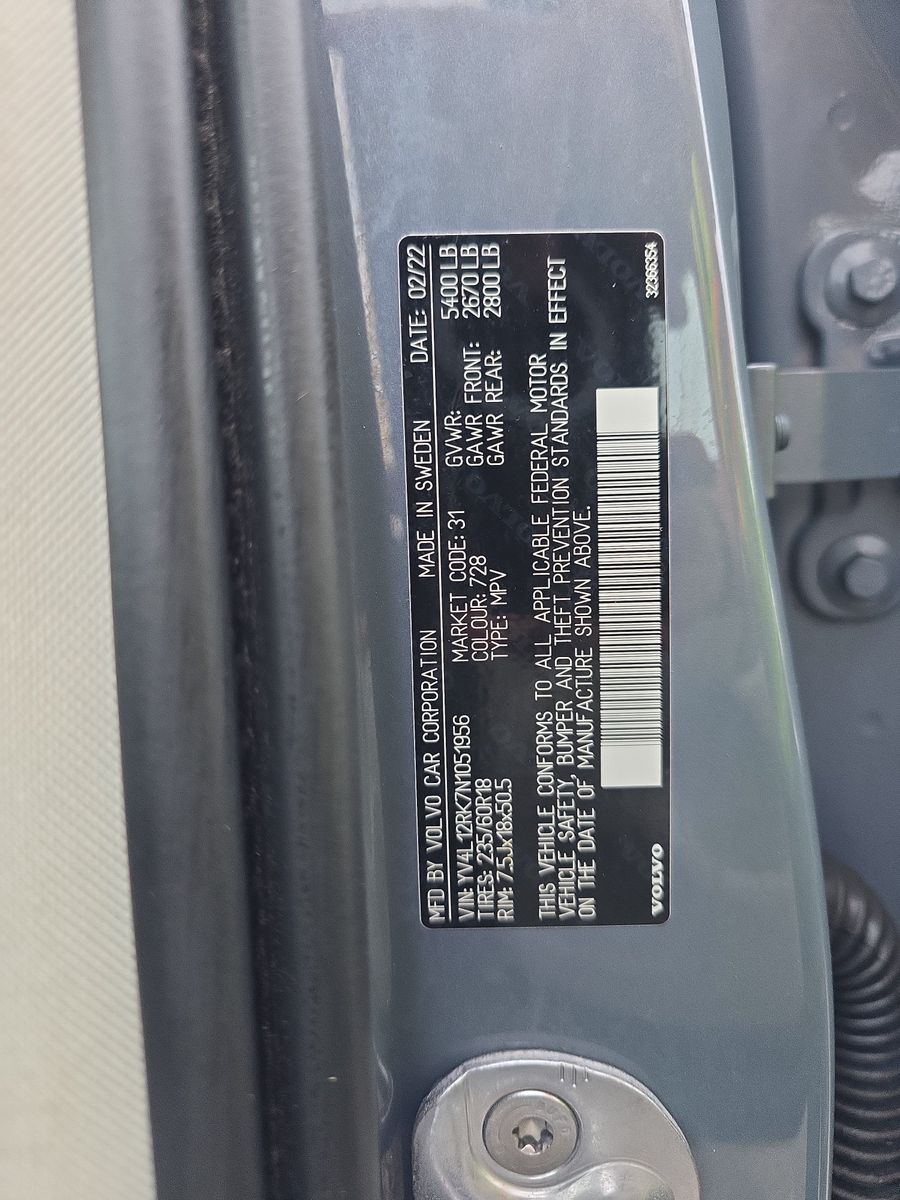 MFD BY VOLVO CAR CORPORATION MADE IN SWEDEN DATE: 02/22
VIN: YV4L12RK7N1051956 MARKET CODE: 31 GVWR: 5400 LB
TIRES: 235/60R18 COLOUR: 728 GAWR FRONT: 2670 LB
RIM: 7.5Jx18x50.5 TYPE: MPV GAWR REAR: 2800 LB
THIS VEHICLE CONFORMS TO ALL APPLICABLE FEDERAL MOTOR
VEHICLE SAFETY, BUMPER AND THEFT PREVENTION STANDARDS IN EFFECT
ON THE DATE OF MANUFACTURE SHOWN ABOVE.
VOLVO 32366354